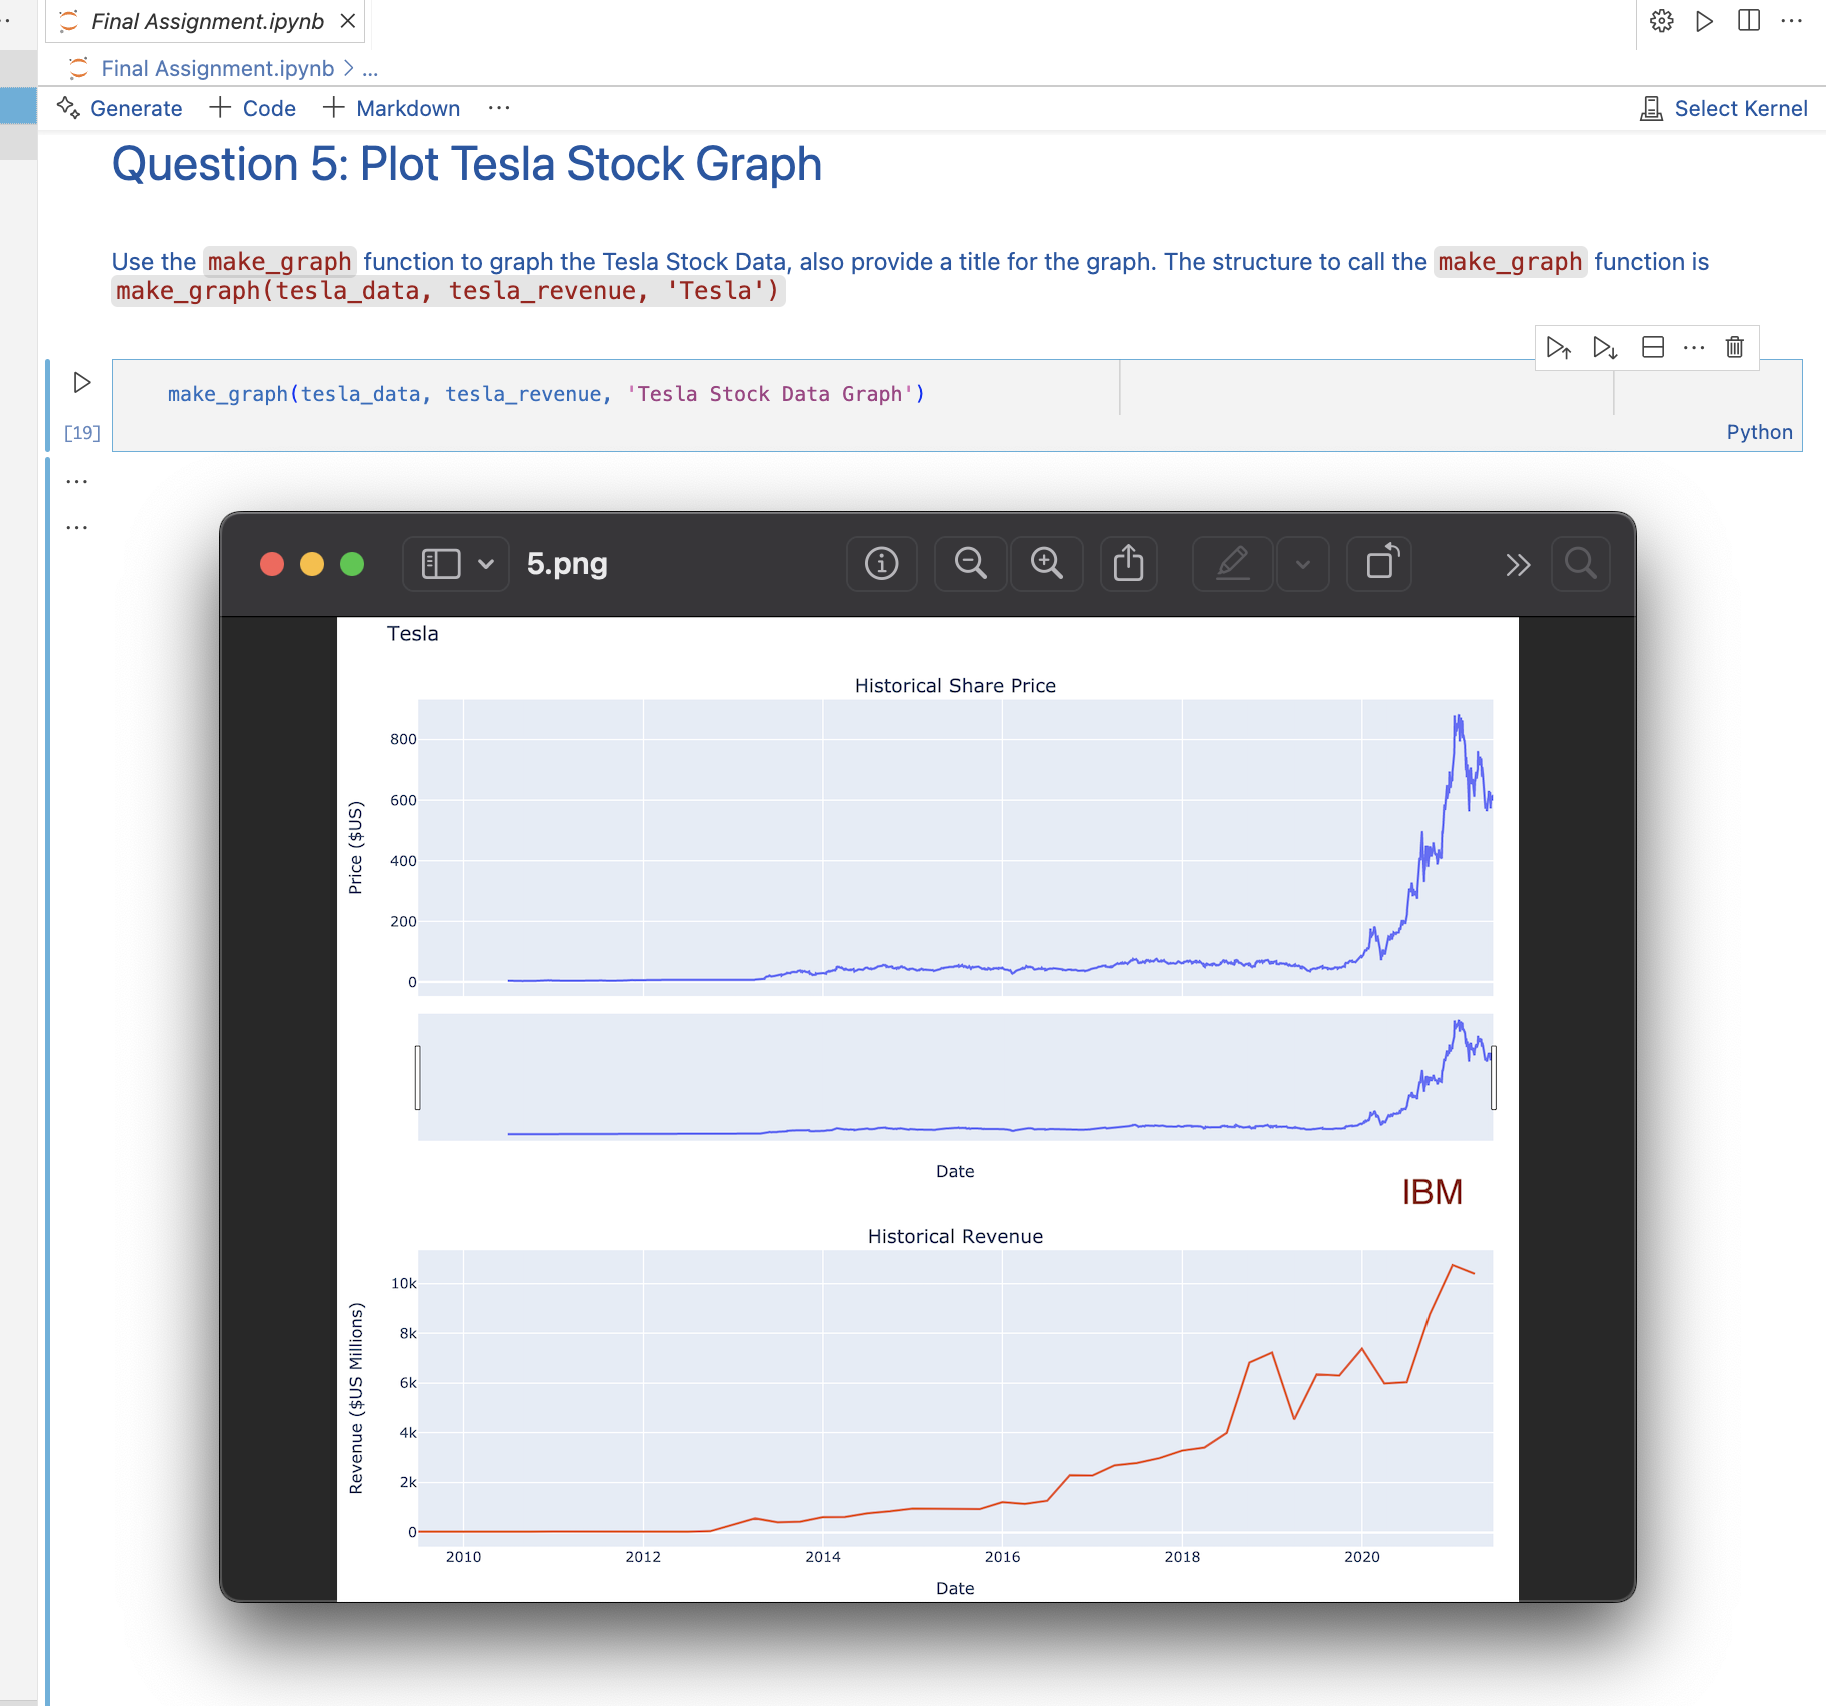 Final Assignment.ipynb
Final Assignment.ipynb > ...
Generate + Code + Markdown ...
Select Kernel
Question 5: Plot Tesla Stock Graph
Use the make_graph function to graph the Tesla Stock Data, also provide a title for the graph. The structure to call the make_graph function is
make_graph(tesla_data, tesla_revenue, 'Tesla')
make_graph(tesla_data, tesla_revenue, 'Tesla Stock Data Graph')
[19]
Python
...
...
5.png
Tesla
Historical Share Price
Price ($US)
800
600
400
200
0
Date
IBM
Historical Revenue
Revenue ($US Millions)
10k
8k
6k
4k
2k
0
2010 2012 2014 2016 2018 2020
Date